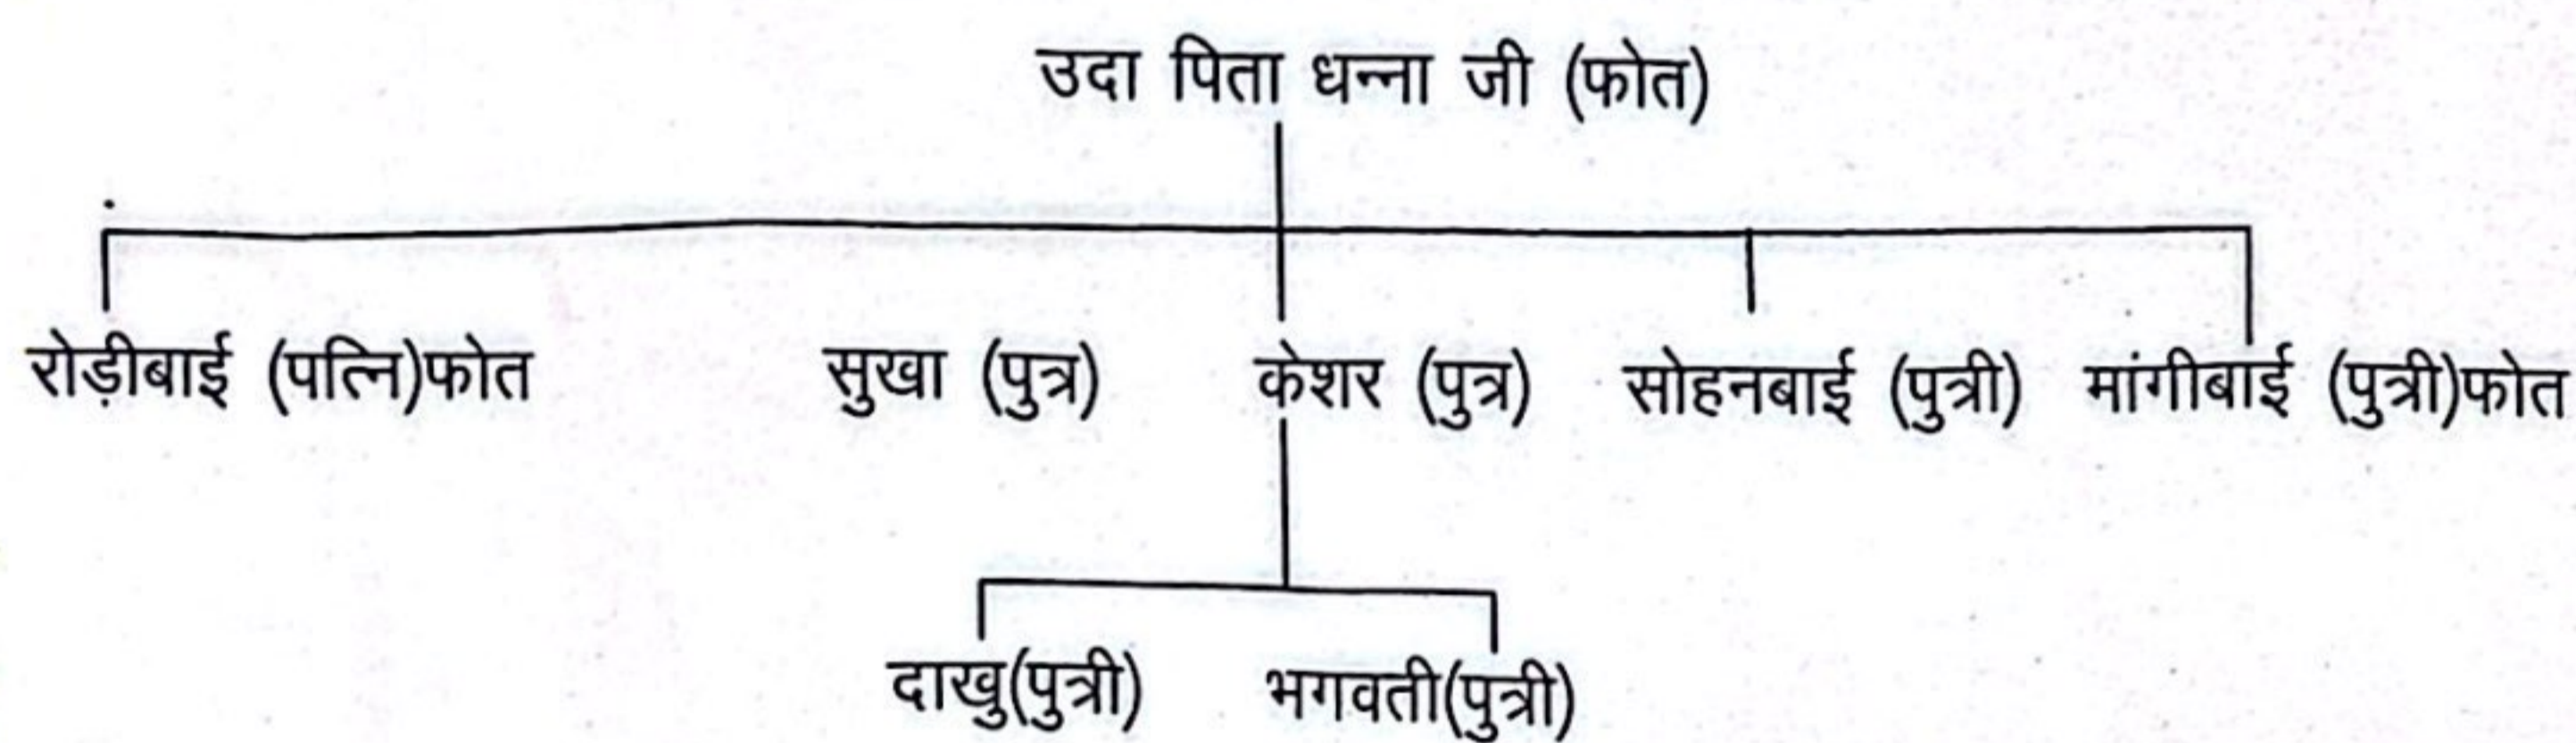 उदा पिता धन्ना जी (फोत)
रोड़ीबाई (पत्नि)फोत सुखा (पुत्र) केशर (पुत्र) सोहनबाई (पुत्री) मांगीबाई (पुत्री)फोत
दाखु(पुत्री) भगवती(पुत्री)